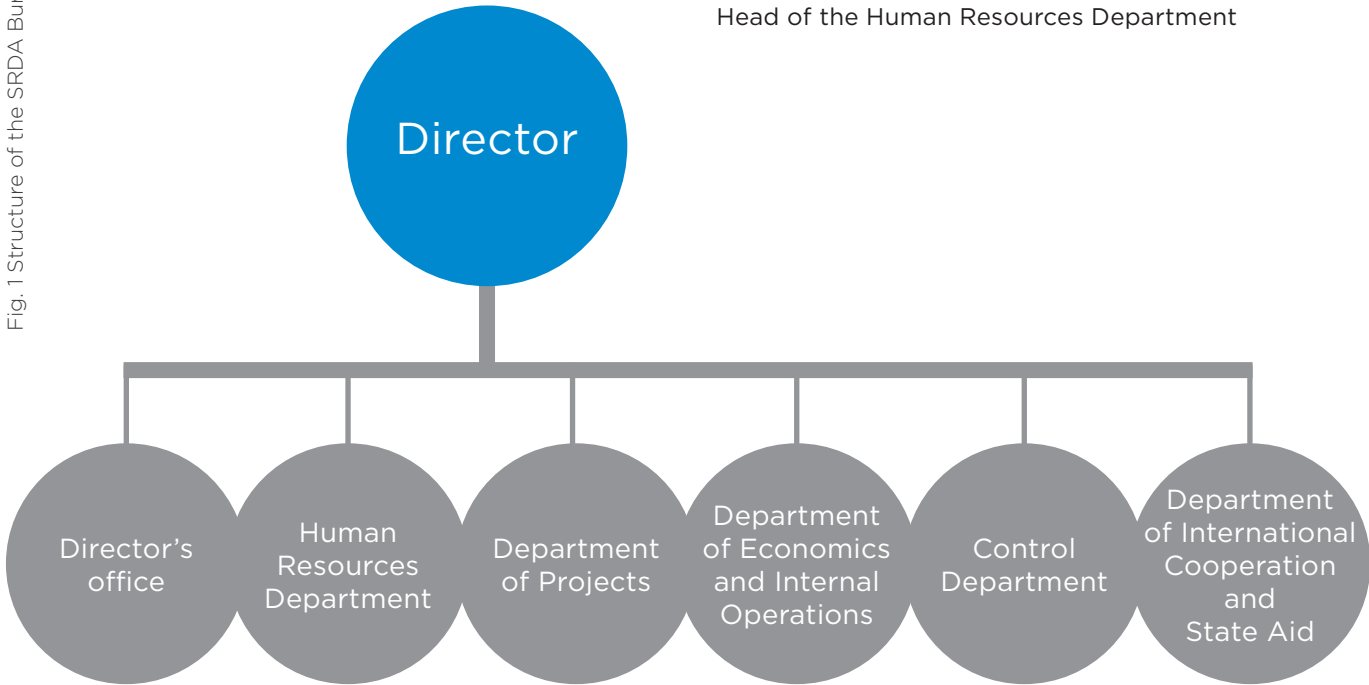 Head of the Human Resources Department
Fig. 1 Structure of the SRDA
Director
Director's
office
Human
Resources
Department
Department
of Projects
Department
of Economics
and Internal
Operations
Control
Department
Department
of International
Cooperation
and
State Aid